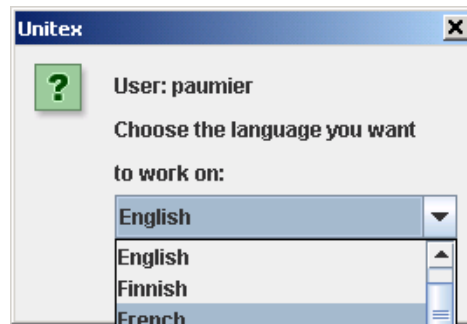 Unitex
User: paumier
Choose the language you want
to work on:
English
English
Finnish
French